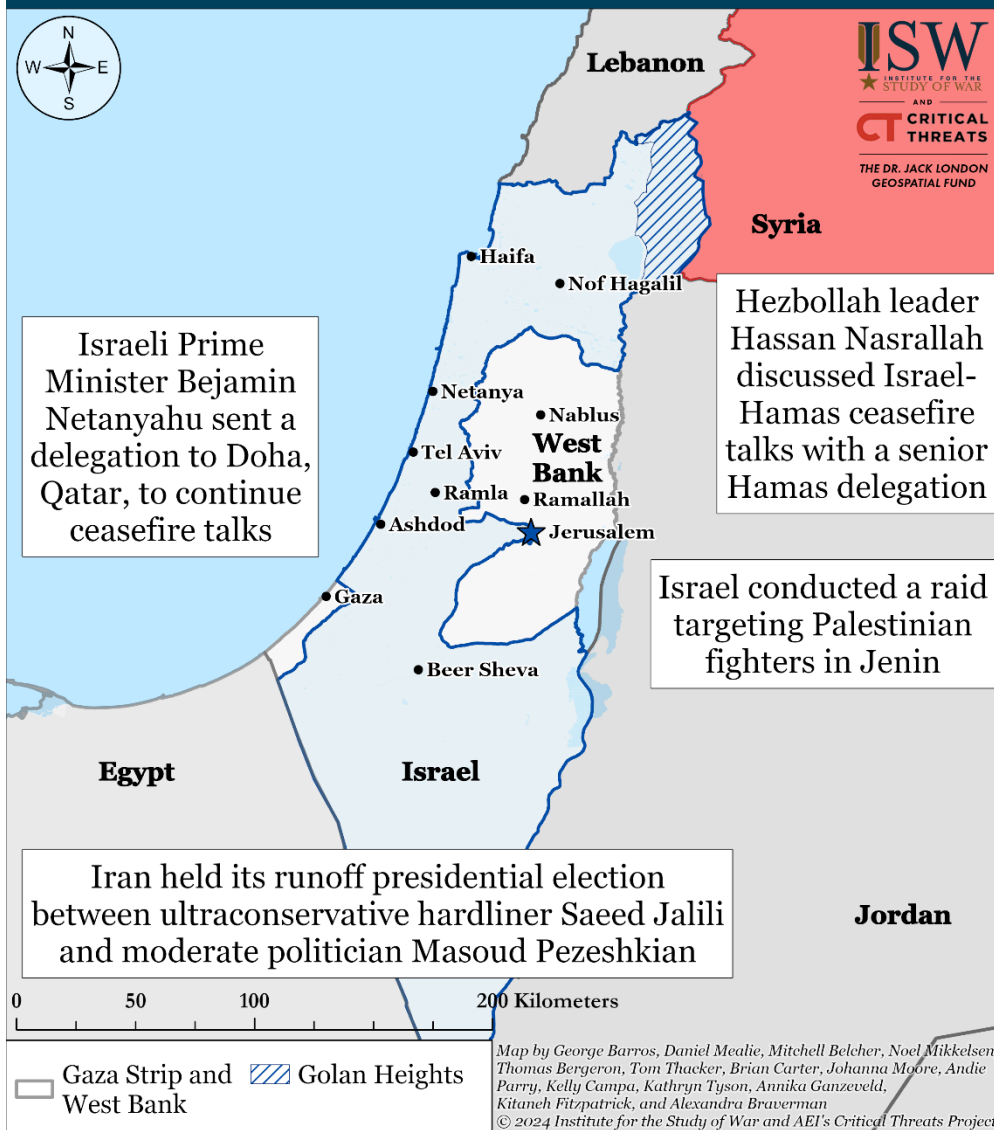 N
W
E
S
Lebanon
ISW
INSTITUTE FOR THE
STUDY OF WAR
AND
CT CRITICAL
THREATS
THE DR. JACK LONDON
GEOSPATIAL FUND
Syria
Haifa
Nof Hagalil
Israeli Prime
Minister Bejamin
Netanyahu sent a
delegation to Doha,
Qatar, to continue
ceasefire talks
Hezbollah leader
Hassan Nasrallah
discussed Israel-
Hamas ceasefire
talks with a senior
Hamas delegation
Netanya
Nablus
West
Bank
Tel Aviv
Ramla
Ramallah
Ashdod
Jerusalem
Israel conducted a raid
targeting Palestinian
fighters in Jenin
Gaza
Beer Sheva
Egypt
Israel
Iran held its runoff presidential election
between ultraconservative hardliner Saeed Jalili
and moderate politician Masoud Pezeshkian
Jordan
0 50 100 200 Kilometers
Gaza Strip and
West Bank
Golan Heights
Map by George Barros, Daniel Mealie, Mitchell Belcher, Noel Mikkelsen,
Thomas Bergeron, Tom Thacker, Brian Carter, Johanna Moore, Andie
Parry, Kelly Campa, Kathryn Tyson, Annika Ganzeveld,
Kitaneh Fitzpatrick, and Alexandra Braverman
© 2024 Institute for the Study of War and AEI's Critical Threats Project